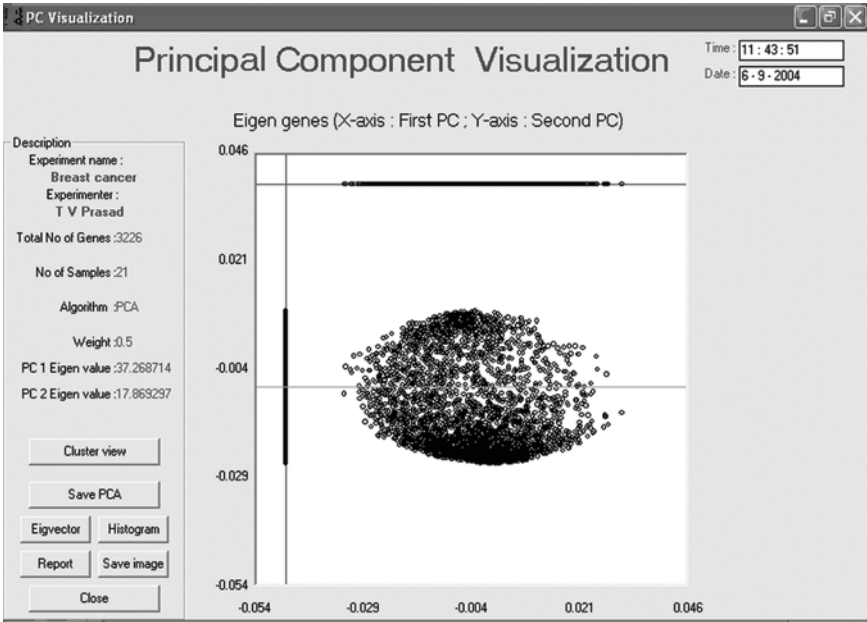 PC Visualization
Principal Component Visualization
Time : 11 : 43 : 51
Date : 6 - 9 - 2004
Eigen genes (X-axis : First PC ; Y-axis : Second PC)
Description
Experiment name :
Breast cancer
Experimenter :
T V Prasad
Total No of Genes :3226
No of Samples :21
Algorithm :PCA
Weight :0.5
PC 1 Eigen value :37.268714
PC 2 Eigen value :17.869297
Cluster view
Save PCA
Eigvector Histogram
Report Save image
Close
0.046
0.021
-0.004
-0.029
-0.054
-0.054 -0.029 -0.004 0.021 0.046